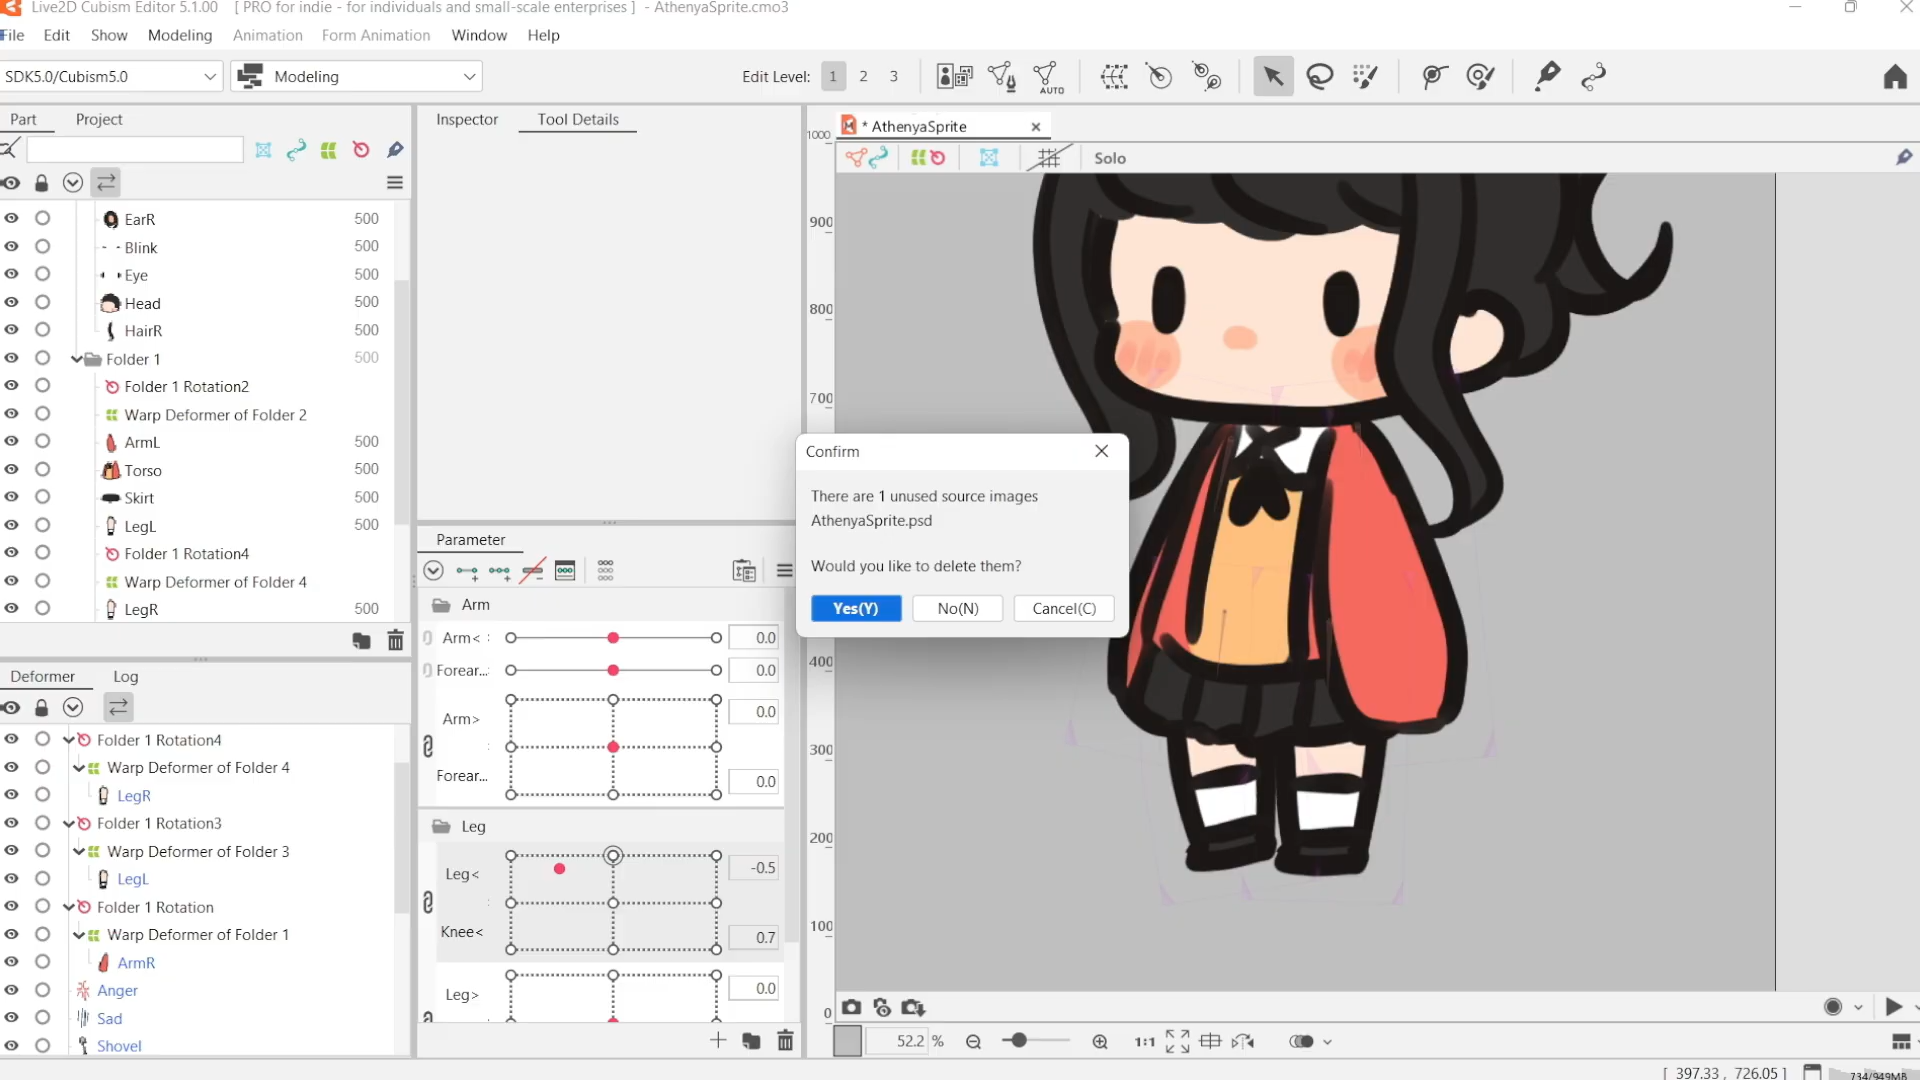 Live2D Cubism Editor 5.1.00 [ PRO for indie - for individuals and small-scale enterprises ] - AthenyaSprite.cmo3
File Edit Show Modeling Animation Form Animation Window Help
SDK5.0/Cubism5.0 Modeling Edit Level: 1 2 3 AUTO
Part Project
EarR 500
Blink 500
Eye 500
Head 500
HairR 500
Folder 1 500
Folder 1 Rotation2
Warp Deformer of Folder 2
ArmL 500
Torso 500
Skirt 500
LegL 500
Folder 1 Rotation4
Warp Deformer of Folder 4
LegR 500
Deformer Log
Folder 1 Rotation4
Warp Deformer of Folder 4
LegR
Folder 1 Rotation3
Warp Deformer of Folder 3
LegL
Folder 1 Rotation
Warp Deformer of Folder 1
ArmR
Anger
Sad
Shovel
Inspector Tool Details
Parameter
Arm
Arm< : 0.0
Forear...: 0.0
Arm> 0.0
:
Forear... 0.0
Leg
Leg< -0.5
:
Knee< 0.7
Leg> 0.0
* AthenyaSprite
Solo
1000
900
800
700
400
300
200
100
0
Confirm
There are 1 unused source images
AthenyaSprite.psd
Would you like to delete them?
Yes(Y) No(N) Cancel(C)
52.2 % 1:1
[ 397.33 , 726.05 ] 734/949MB